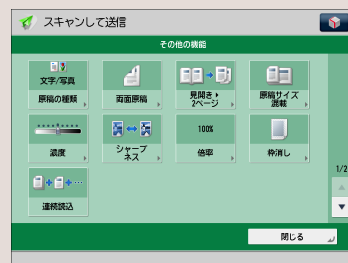 スキャンして送信
その他の機能
文字/写真
原稿の種類
両面原稿
見開き▸
2ページ
原稿サイズ
混載
濃度
シャープ
ネス
100%
倍率
枠消し
1/2
連続読込
閉じる